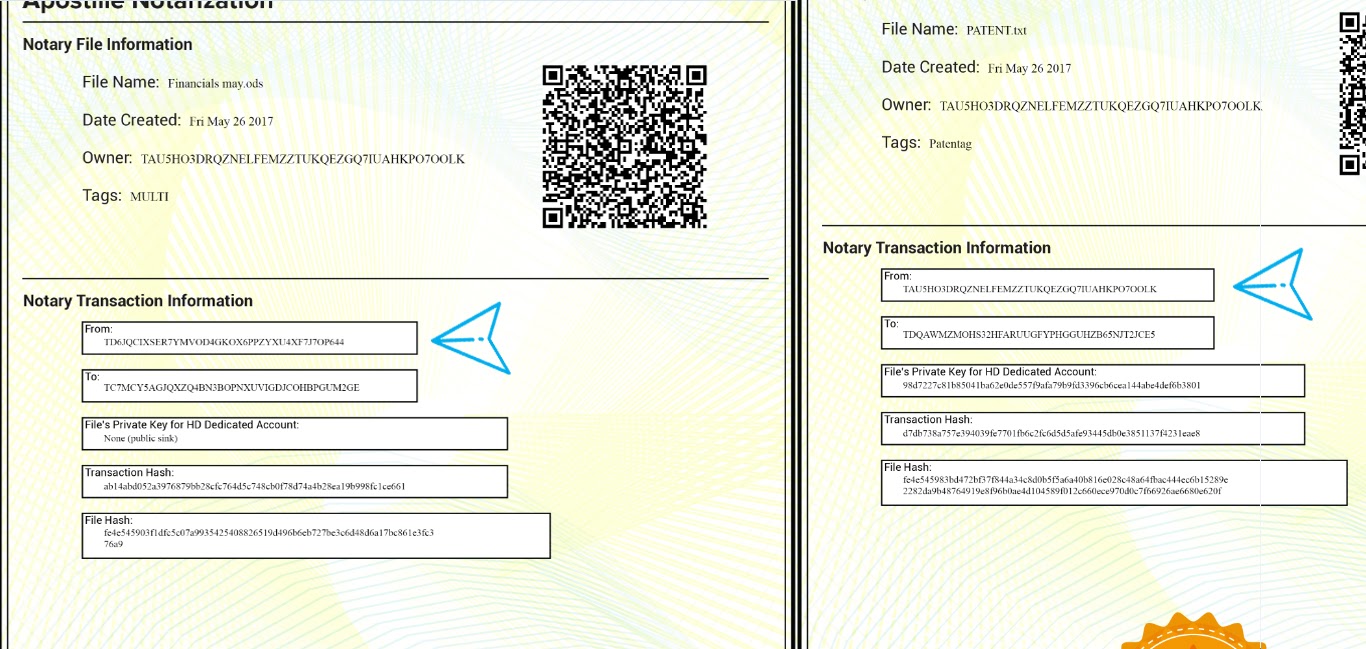 Apostille Notarization
Notary File Information
File Name: Financials may.ods
Date Created: Fri May 26 2017
Owner: TAU5HO3DRQZNELFEMZZTUKQEZGQ7IUAHKPO7OOLK
Tags: MULTI
Notary Transaction Information
From:
TD6JQCIXSER7YMVOD4GKOX6PPZYXU4XF7J7OP644
To:
TC7MCY5AGJQXZQ4BN3BOPNXUVIGDJCOHBPGUM2GE
File's Private Key for HD Dedicated Account:
None (public sink)
Transaction Hash:
ab14abd052a3976879bb28cfc764d5c748cb0f78d74a4b28ea19b998fc1ce661
File Hash:
fe4e545903f1dfc5c07a9935425408826519d496b6eb727be3c6d48d6a17bc861e3fc3
76a9
File Name: PATENT.txt
Date Created: Fri May 26 2017
Owner: TAU5HO3DRQZNELFEMZZTUKQEZGQ7IUAHKPO7OOLK
Tags: Patentag
Notary Transaction Information
From:
TAU5HO3DRQZNELFEMZZTUKQEZGQ7IUAHKPO7OOLK
To:
TDQAWMZMOHS32HFARUUGFYPHGGUHZB65NJT2JCE5
File's Private Key for HD Dedicated Account:
98d7227c81b85041ba62e0de557f9afa79b9fd3396cb6cea144abe4def6b3801
Transaction Hash:
d7db738a757e394039fe7701fb6c2fc6d5d5afe93445db0e3851137f4231eae8
File Hash:
fe4e545983bd472bf37f844a34c8d0b5f5a6a40b816e028c48a64fbac444ec6b15289e
2282da9b48764919e8f96b0ae4d104589f012c660ece970d0c7f66926ae6680e620f